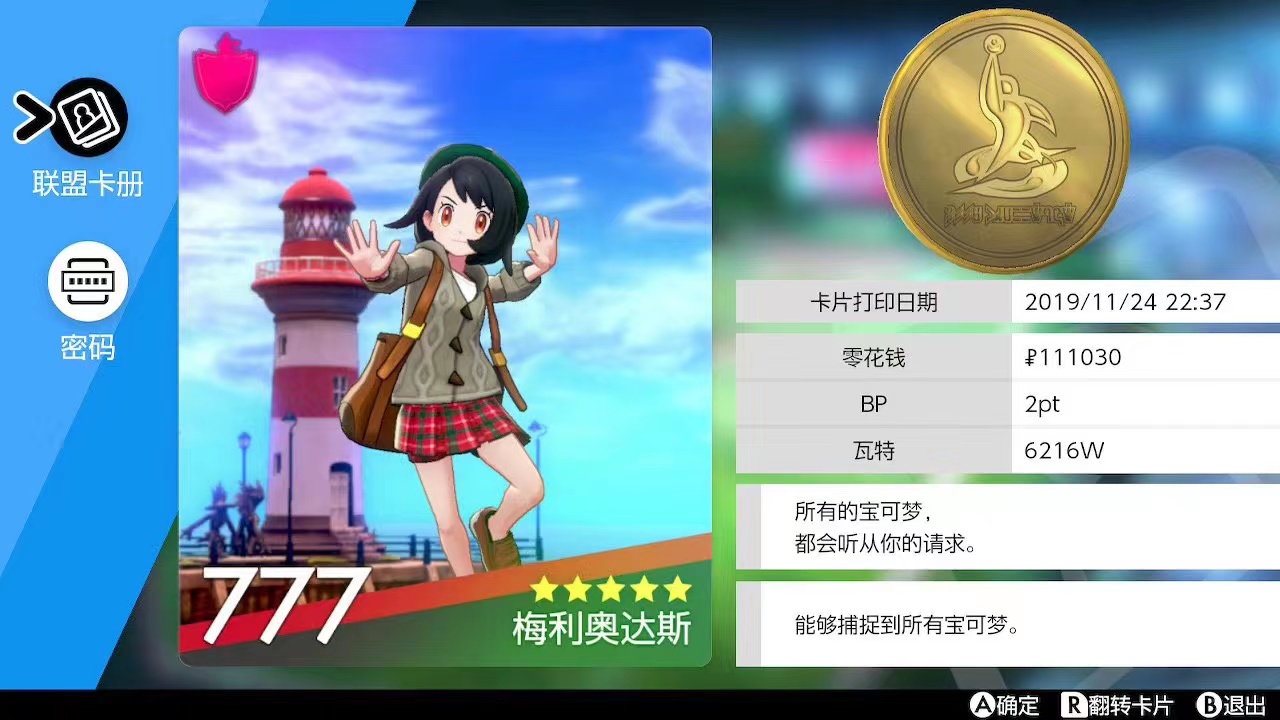 联盟卡册
密码
777
梅利奥达斯
卡片打印日期 2019/11/24 22:37
零花钱 ₽111030
BP 2pt
瓦特 6216W
所有的宝可梦，
都会听从你的请求。
能够捕捉到所有宝可梦。
A确定 R翻转卡片 B退出